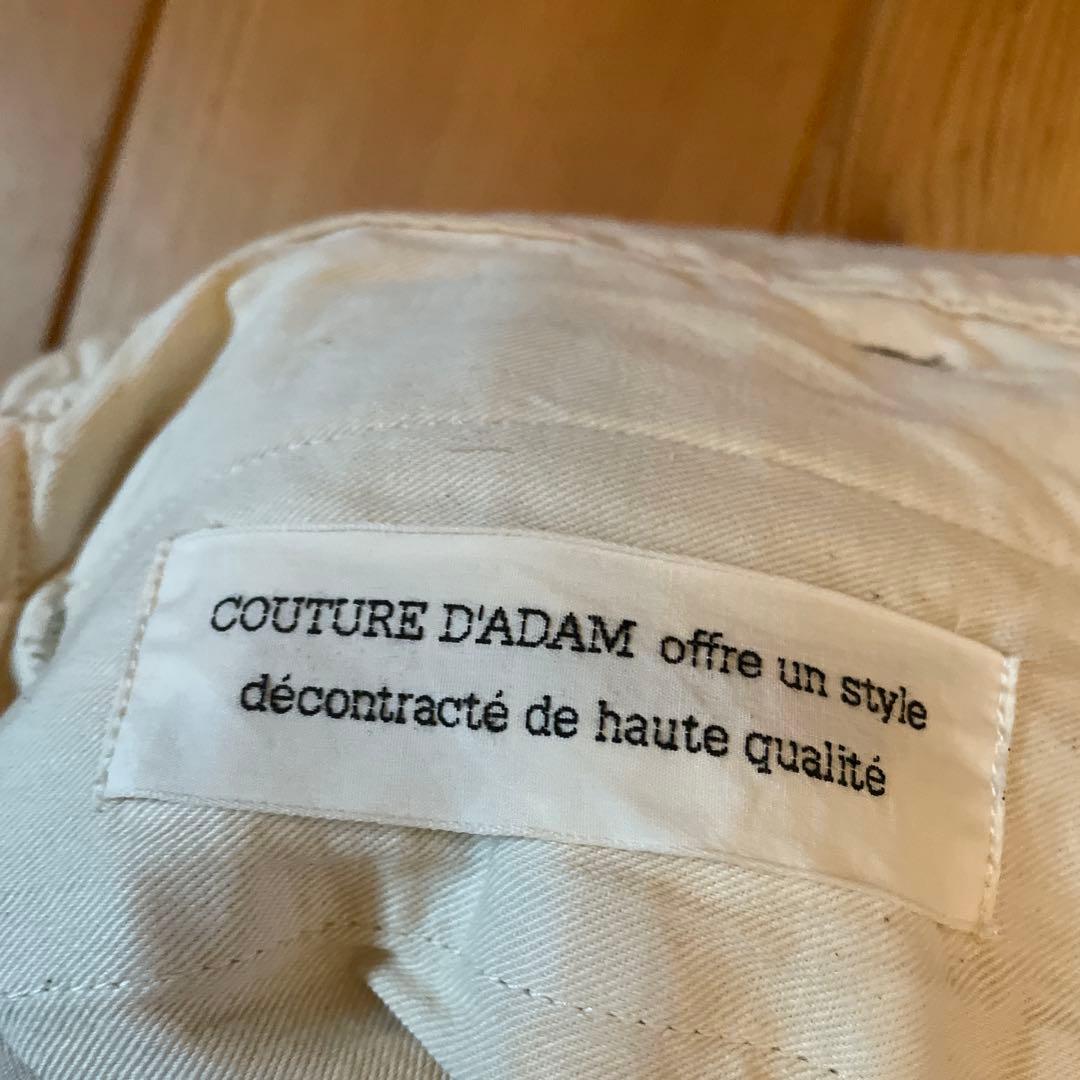 COUTURE D'ADAM offre un style
décontracté de haute qualité